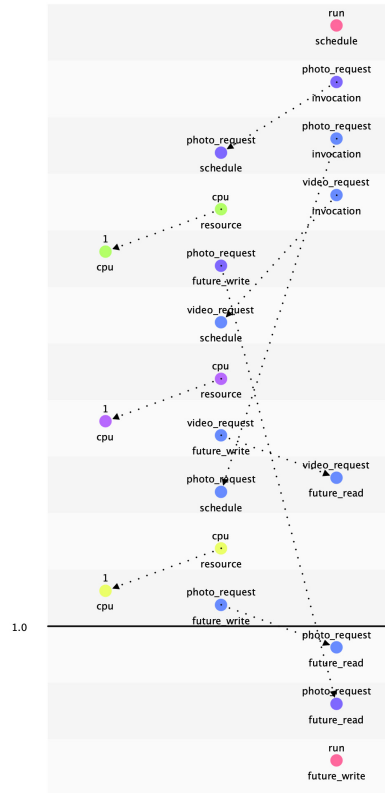 run
schedule
photo_request
invocation
photo_request
invocation
photo_request
schedule
video_request
invocation
cpu
resource
1
cpu
photo_request
future_write
video_request
schedule
cpu
resource
1
cpu
video_request
future_write
video_request
future_read
photo_request
schedule
cpu
resource
1
cpu
photo_request
future_write
1.0
photo_request
future_read
photo_request
future_read
run
future_write